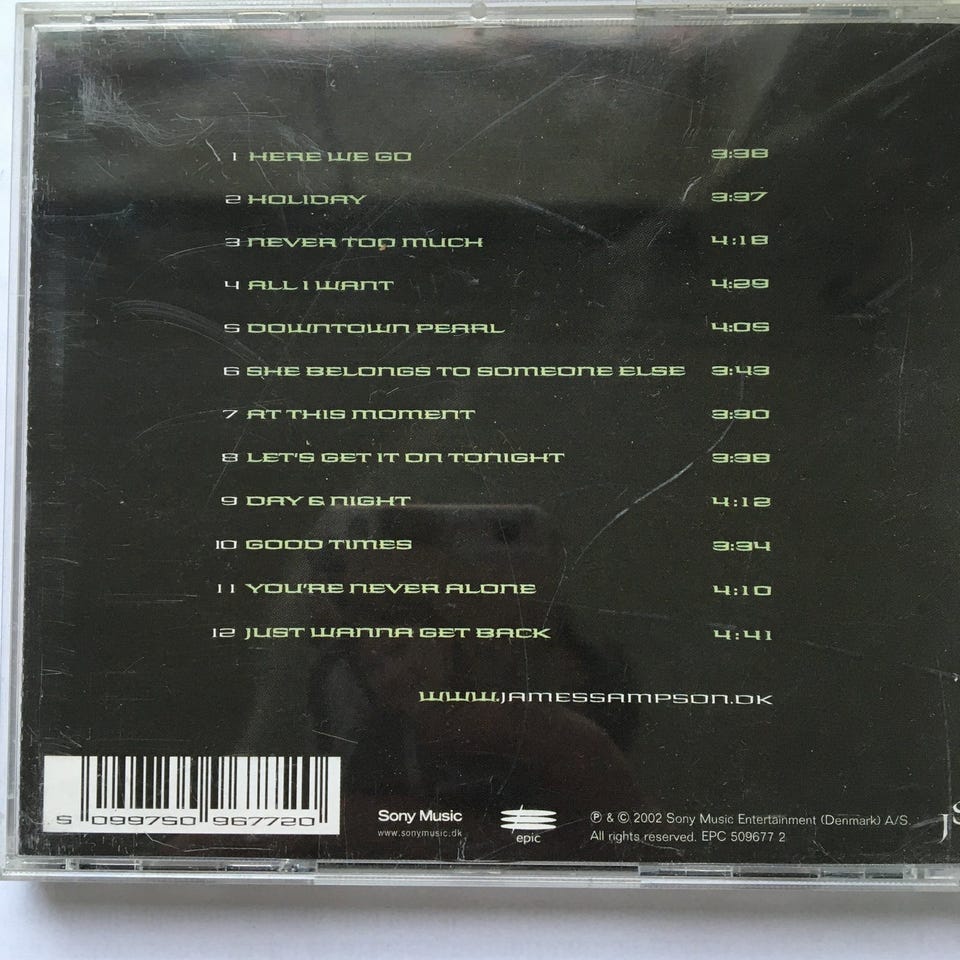 1 HERE WE GO 3:38
2 HOLIDAY 3:37
3 NEVER TOO MUCH 4:18
4 ALL I WANT 4:29
5 DOWNTOWN PEARL 4:05
6 SHE BELONGS TO SOMEONE ELSE 3:43
7 AT THIS MOMENT 3:30
8 LET'S GET IT ON TONIGHT 3:38
9 DAY & NIGHT 4:12
10 GOOD TIMES 3:34
11 YOU'RE NEVER ALONE 4:10
12 JUST WANNA GET BACK 4:41
WWW.JAMESSAMPSON.DK
5 099750 967720
Sony Music
www.sonymusic.dk
epic
℗ & © 2002 Sony Music Entertainment (Denmark) A/S.
All rights reserved. EPC 509677 2